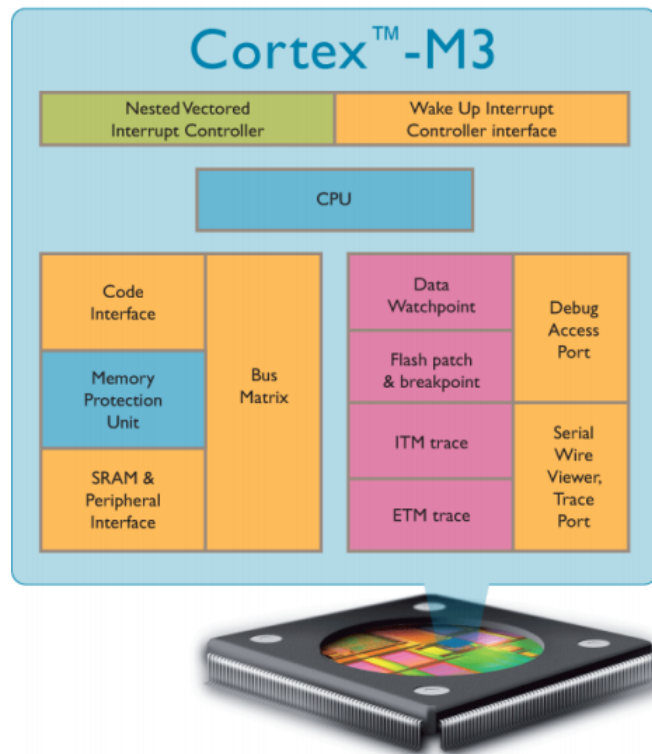 Cortex™-M3
Nested Vectored
Interrupt Controller
Wake Up Interrupt
Controller interface
CPU
Code
Interface
Memory
Protection
Unit
SRAM &
Peripheral
Interface
Bus
Matrix
Data
Watchpoint
Flash patch
& breakpoint
ITM trace
ETM trace
Debug
Access
Port
Serial
Wire
Viewer,
Trace
Port